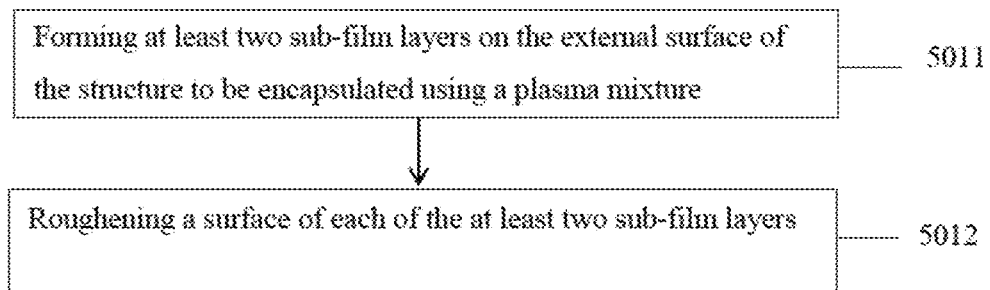 Forming at least two sub-film layers on the external surface of
the structure to be encapsulated using a plasma mixture
5011
Roughening a surface of each of the at least two sub-film layers
5012